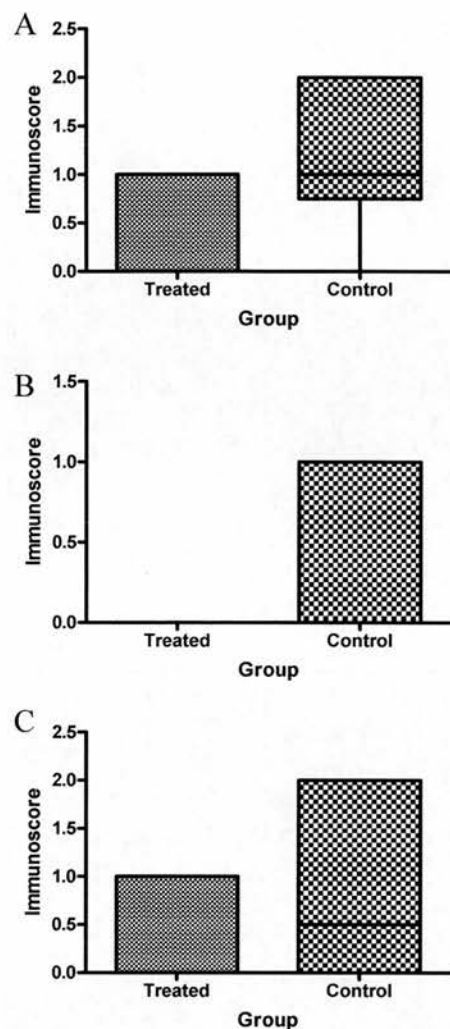 A
2.5
2.0
1.5
1.0
0.5
0.0
Immunoscore
Treated Control
Group
B
1.5
1.0
0.5
0.0
Immunoscore
Treated Control
Group
C
2.5
2.0
1.5
1.0
0.5
0.0
Immunoscore
Treated Control
Group